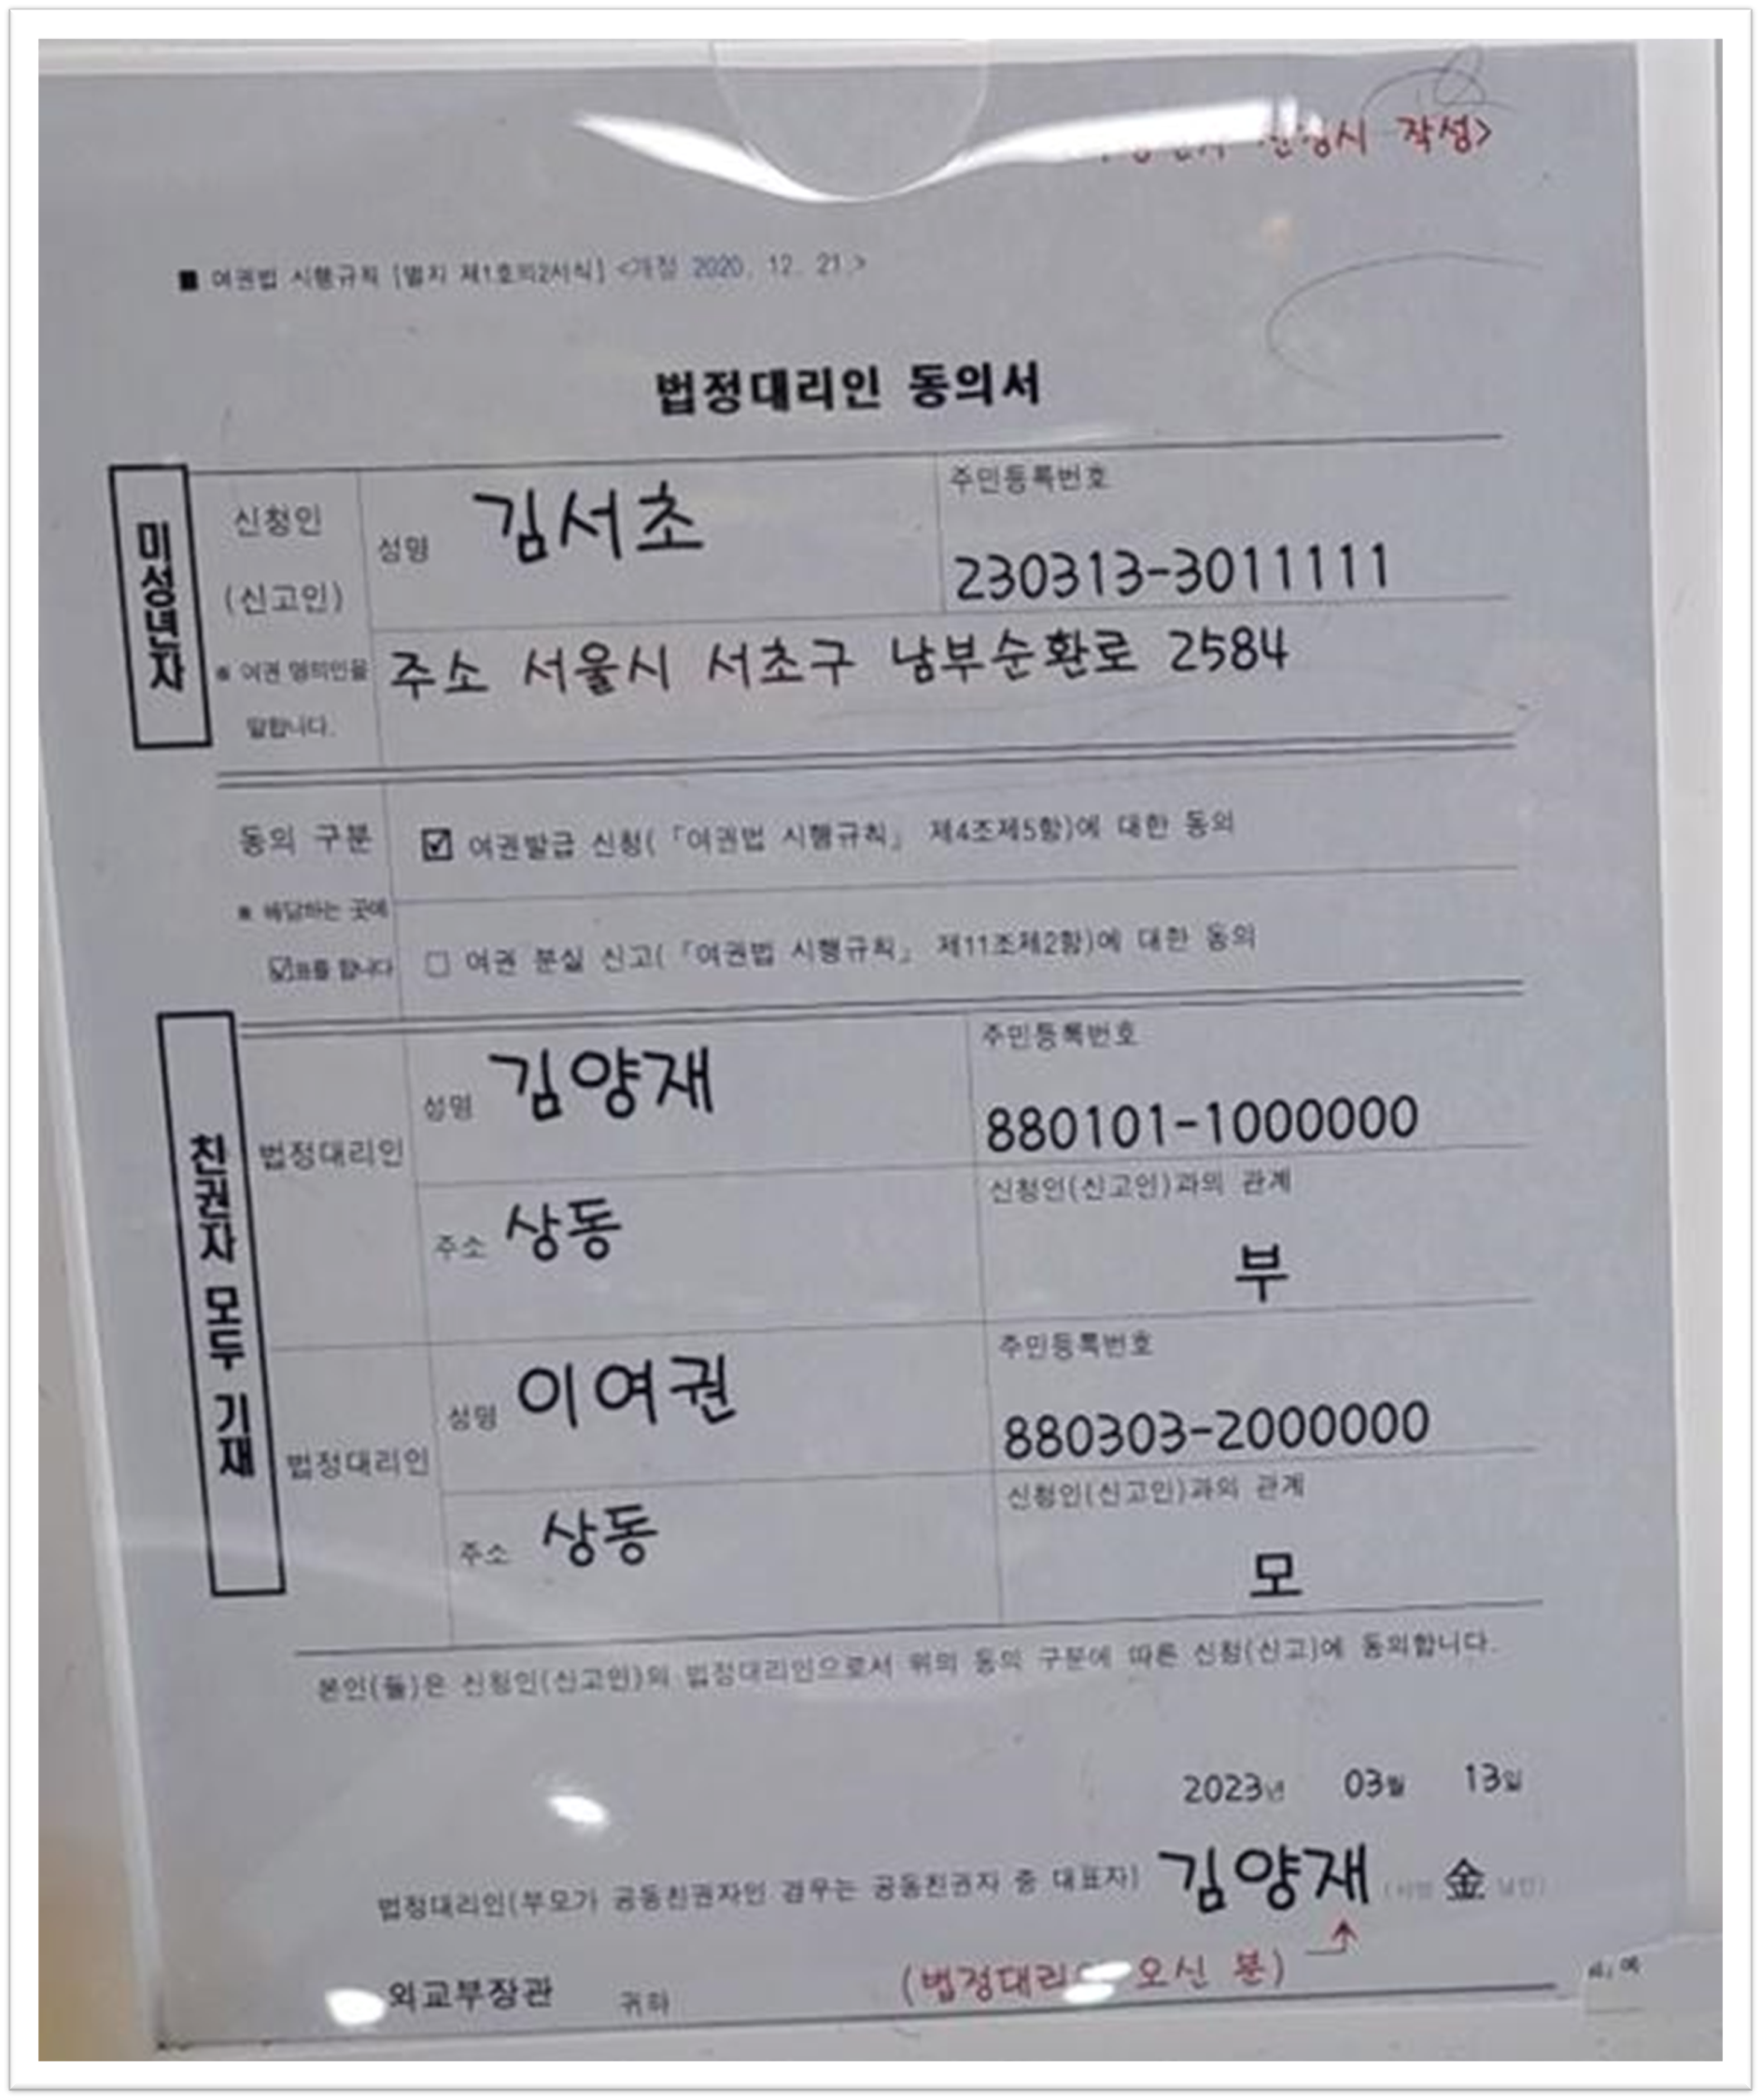 신청시 작성>
■ 여권법 시행규칙 [별지 제1호의2서식] <개정 2020. 12. 21.>
법정대리인 동의서
미성년자
신청인
(신고인)
※ 여권 명의인을
말합니다.
성명 김서초
주민등록번호
230313-3011111
주소 서울시 서초구 남부순환로 2584
동의 구분
※ 해당하는 곳에
☑표를 합니다
☑ 여권발급 신청(「여권법 시행규칙」 제4조제5항)에 대한 동의
□ 여권 분실 신고(「여권법 시행규칙」 제11조제2항)에 대한 동의
친권자 모두 기재
법정대리인
성명 김양재
주민등록번호
880101-1000000
주소 상동
신청인(신고인)과의 관계
부
법정대리인
성명 이여권
주민등록번호
880303-2000000
주소 상동
신청인(신고인)과의 관계
모
본인(들)은 신청인(신고인)의 법정대리인으로서 위의 동의 구분에 따른 신청(신고)에 동의합니다.
2023년 03월 13일
법정대리인(부모가 공동친권자인 경우는 공동친권자 중 대표자) 김양재 金
(법정대리 오신 분)
외교부장관 귀하